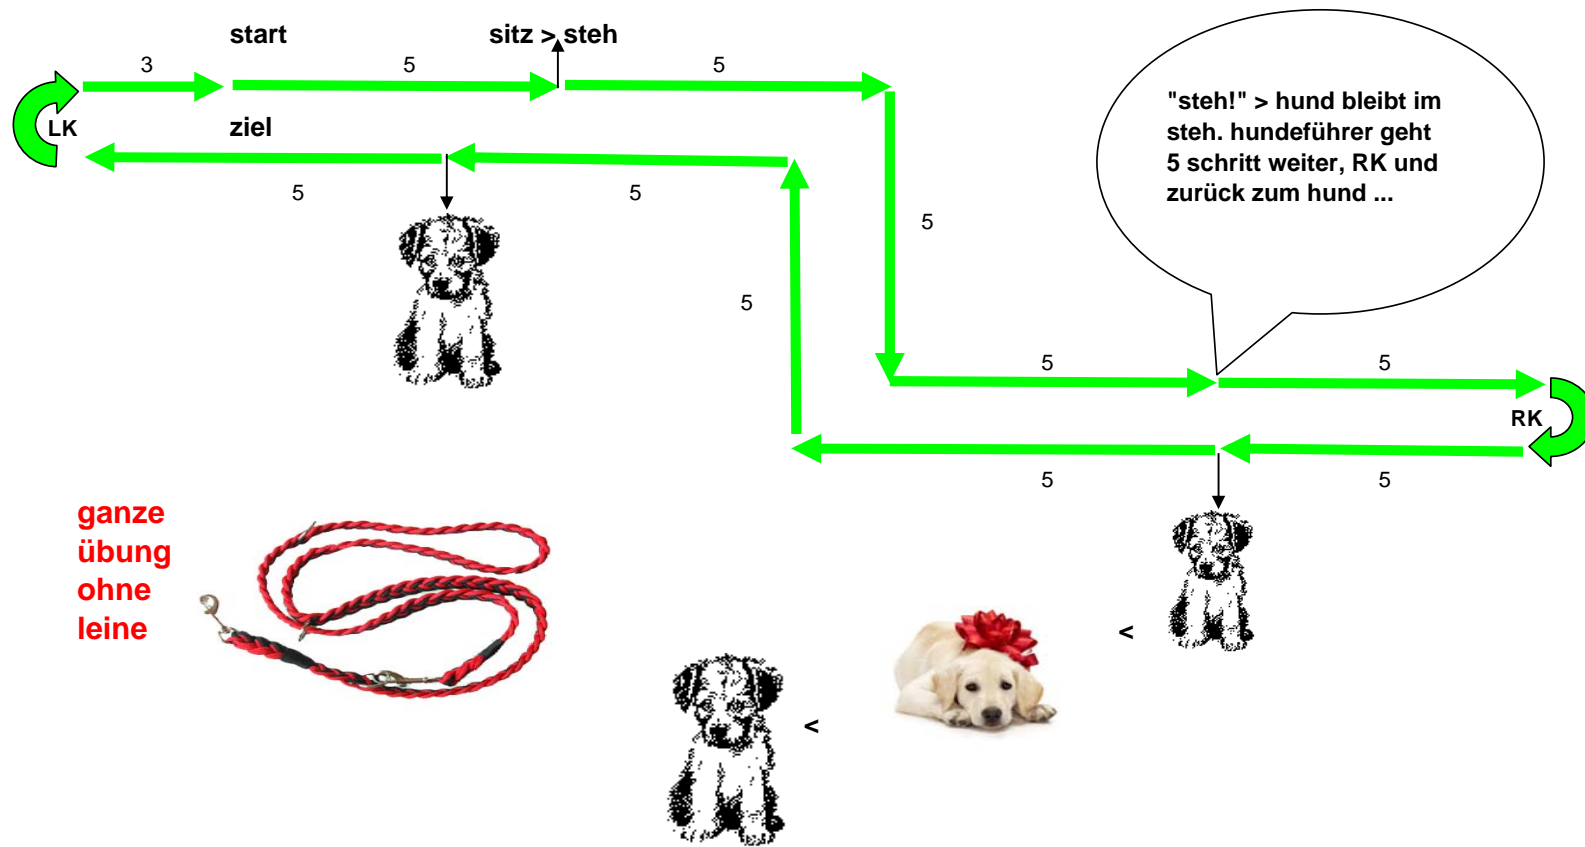 start
sitz > steh
3
5
5
LK
ziel
5
5
"steh!" > hund bleibt im
steh. hundeführer geht
5 schritt weiter, RK und
zurück zum hund ...
5
5
5
5
RK
5
5
ganze
übung
ohne
leine
<
<